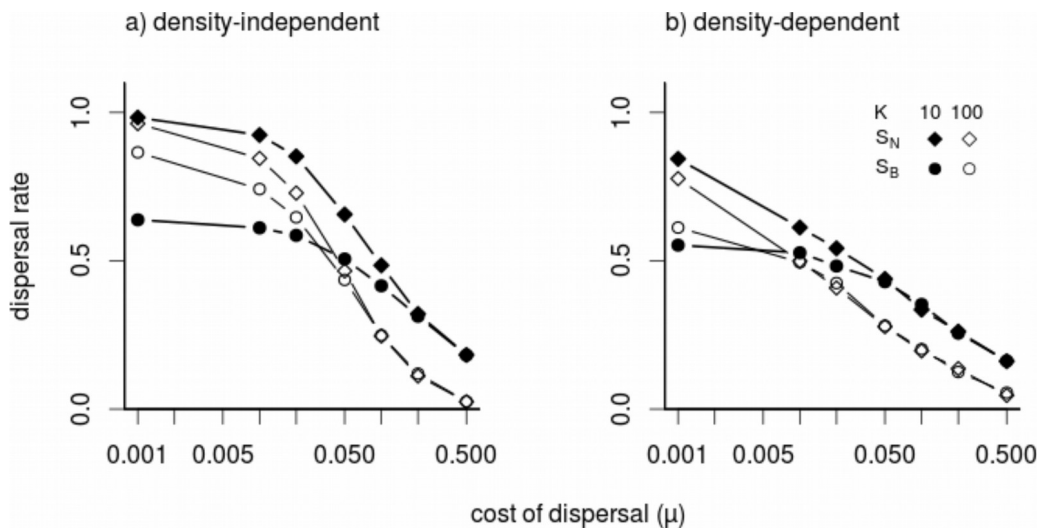 a) density-independent
b) density-dependent
dispersal rate
1.0
0.5
0.0
0.001 0.005 0.050 0.500
1.0
0.5
0.0
0.001 0.005 0.050 0.500
K 10 100
S_N
S_B
cost of dispersal (μ)